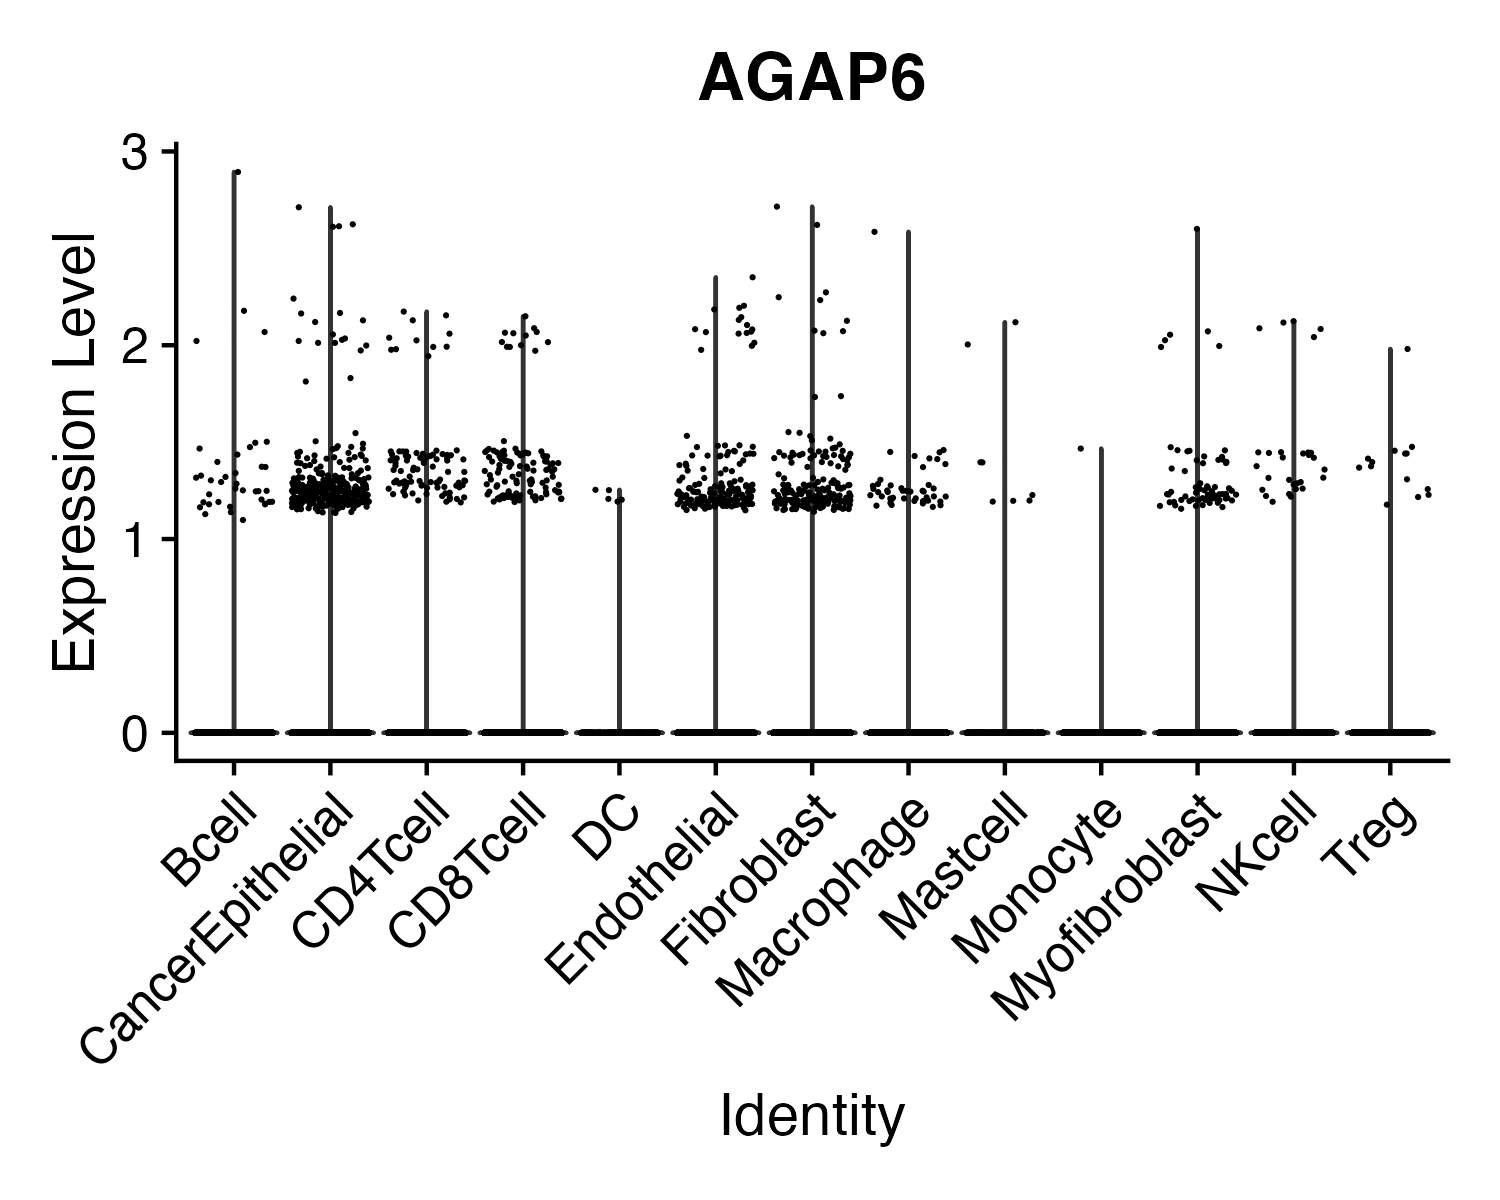 AGAP6
Expression Level
3
2
1
0
Bcell
CancerEpithelial
CD4Tcell
CD8Tcell
DC
Endothelial
Fibroblast
Macrophage
Mastcell
Monocyte
Myofibroblast
NKcell
Treg
Identity